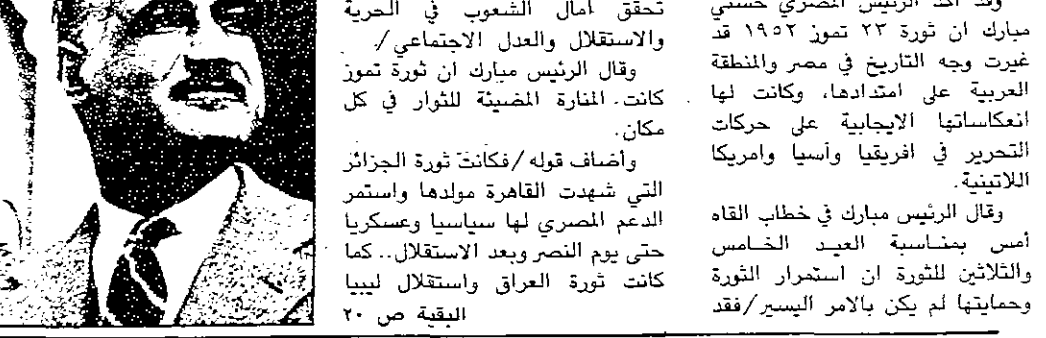 وقد اكد الرئيس المصري حسني
مبارك ان ثورة ٢٣ تموز ١٩٥٢ قد
غيرت وجه التاريخ في مصر والمنطقة
العربية على امتدادها، وكانت لها
انعكاساتها الايجابية على حركات
التحرير في افريقيا وآسيا وامريكا
اللاتينية.
وقال الرئيس مبارك في خطاب القاه
أمس بمناسبة العيد الخامس
والثلاثين للثورة ان استمرار الثورة
وحمايتها لم يكن بالامر اليسير/فقد
تحقق امال الشعوب في الحرية
والاستقلال والعدل الاجتماعي/.
وقال الرئيس مبارك ان ثورة تموز
كانت المنارة المضيئة للثوار في كل
مكان.
وأضاف قوله/فكانت ثورة الجزائر
التي شهدت القاهرة مولدها واستمر
الدعم المصري لها سياسيا وعسكريا
حتى يوم النصر وبعد الاستقلال.. كما
كانت ثورة العراق واستقلال ليبيا
البقية ص ٢٠